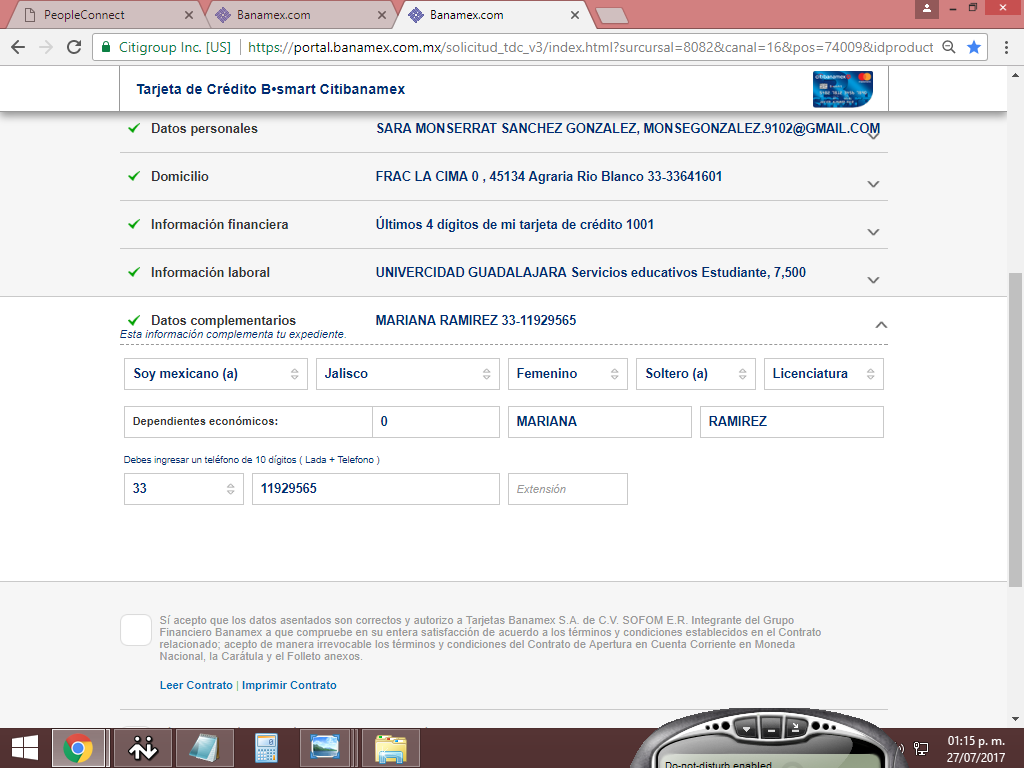 PeopleConnect
Banamex.com
Banamex.com
Citigroup Inc. [US] https://portal.banamex.com.mx/solicitud_tdc_v3/index.html?surcursal=8082&canal=16&pos=74009&idproduct
Tarjeta de Crédito B•smart Citibanamex
citibanamex
Datos personales SARA MONSERRAT SANCHEZ GONZALEZ, MONSEGONZALEZ.9102@GMAIL.COM
Domicilio FRAC LA CIMA 0 , 45134 Agraria Rio Blanco 33-33641601
Información financiera Últimos 4 dígitos de mi tarjeta de crédito 1001
Información laboral UNIVERCIDAD GUADALAJARA Servicios educativos Estudiante, 7,500
Datos complementarios MARIANA RAMIREZ 33-11929565
Esta información complementa tu expediente.
Soy mexicano (a) Jalisco Femenino Soltero (a) Licenciatura
Dependientes económicos: 0 MARIANA RAMIREZ
Debes ingresar un teléfono de 10 dígitos ( Lada + Telefono )
33 11929565 Extensión
Sí acepto que los datos asentados son correctos y autorizo a Tarjetas Banamex S.A. de C.V. SOFOM E.R. Integrante del Grupo
Financiero Banamex a que compruebe en su entera satisfacción de acuerdo a los términos y condiciones establecidos en el Contrato
relacionado; acepto de manera irrevocable los términos y condiciones del Contrato de Apertura en Cuenta Corriente en Moneda
Nacional, la Carátula y el Folleto anexos.
Leer Contrato | Imprimir Contrato
Do-not-disturb enabled
01:15 p. m.
27/07/2017